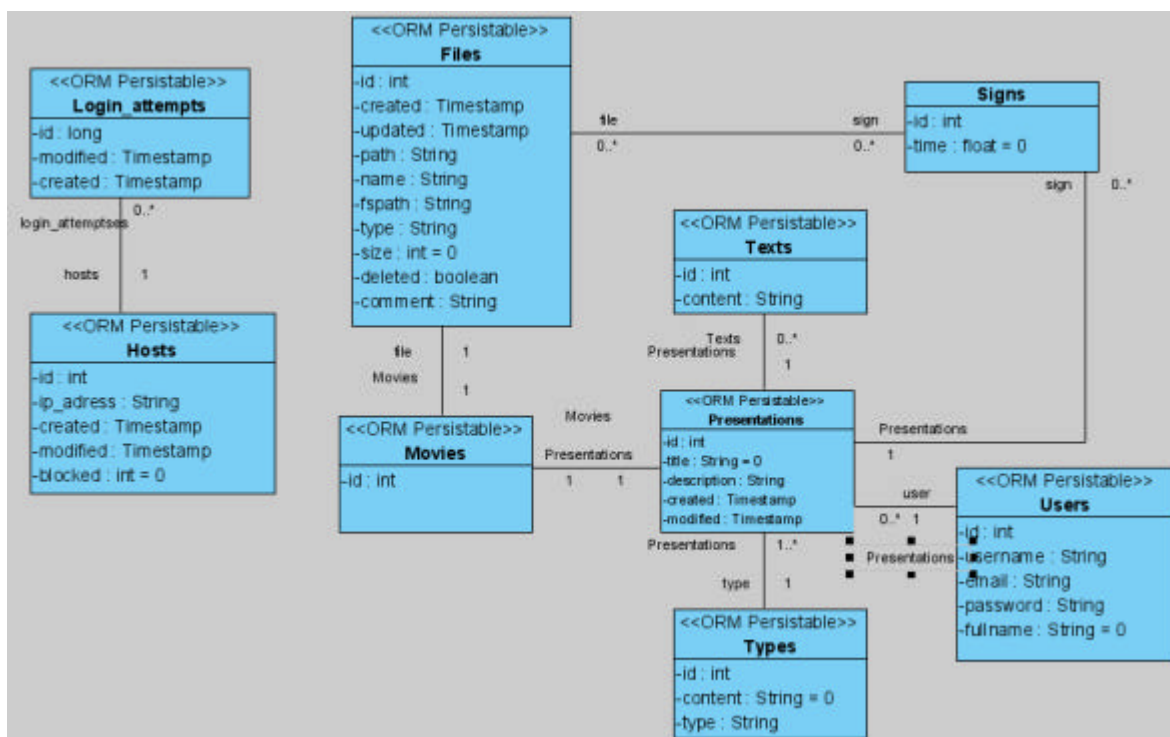 <<ORM Persistable>>
Files
-id : int
-created : Timestamp
-updated : Timestamp
-path : String
-name : String
-fspath : String
-type : String
-size : int = 0
-deleted : boolean
-comment : String
<<ORM Persistable>>
Login_attempts
-id : long
-modified : Timestamp
-created : Timestamp
0..*
login_attemptses
hosts 1
<<ORM Persistable>>
Hosts
-id : int
-ip_adress : String
-created : Timestamp
-modified : Timestamp
-blocked : int = 0
file sign
0..* 0..*
Signs
-id : int
-time : float = 0
sign 0..*
<<ORM Persistable>>
Texts
-id : int
-content : String
Texts 0..*
Presentations 1
file 1
Movies 1
<<ORM Persistable>>
Movies
-id : int
Movies
Presentations
1 1
<<ORM Persistable>>
Presentations
-id : int
-title : String = 0
-description : String
-created : Timestamp
-modified : Timestamp
Presentations
1
user
0..* 1
Presentations
<<ORM Persistable>>
Users
-id : int
-username : String
-email : String
-password : String
-fullname : String = 0
Presentations 1..*
type 1
<<ORM Persistable>>
Types
-id : int
-content : String = 0
-type : String